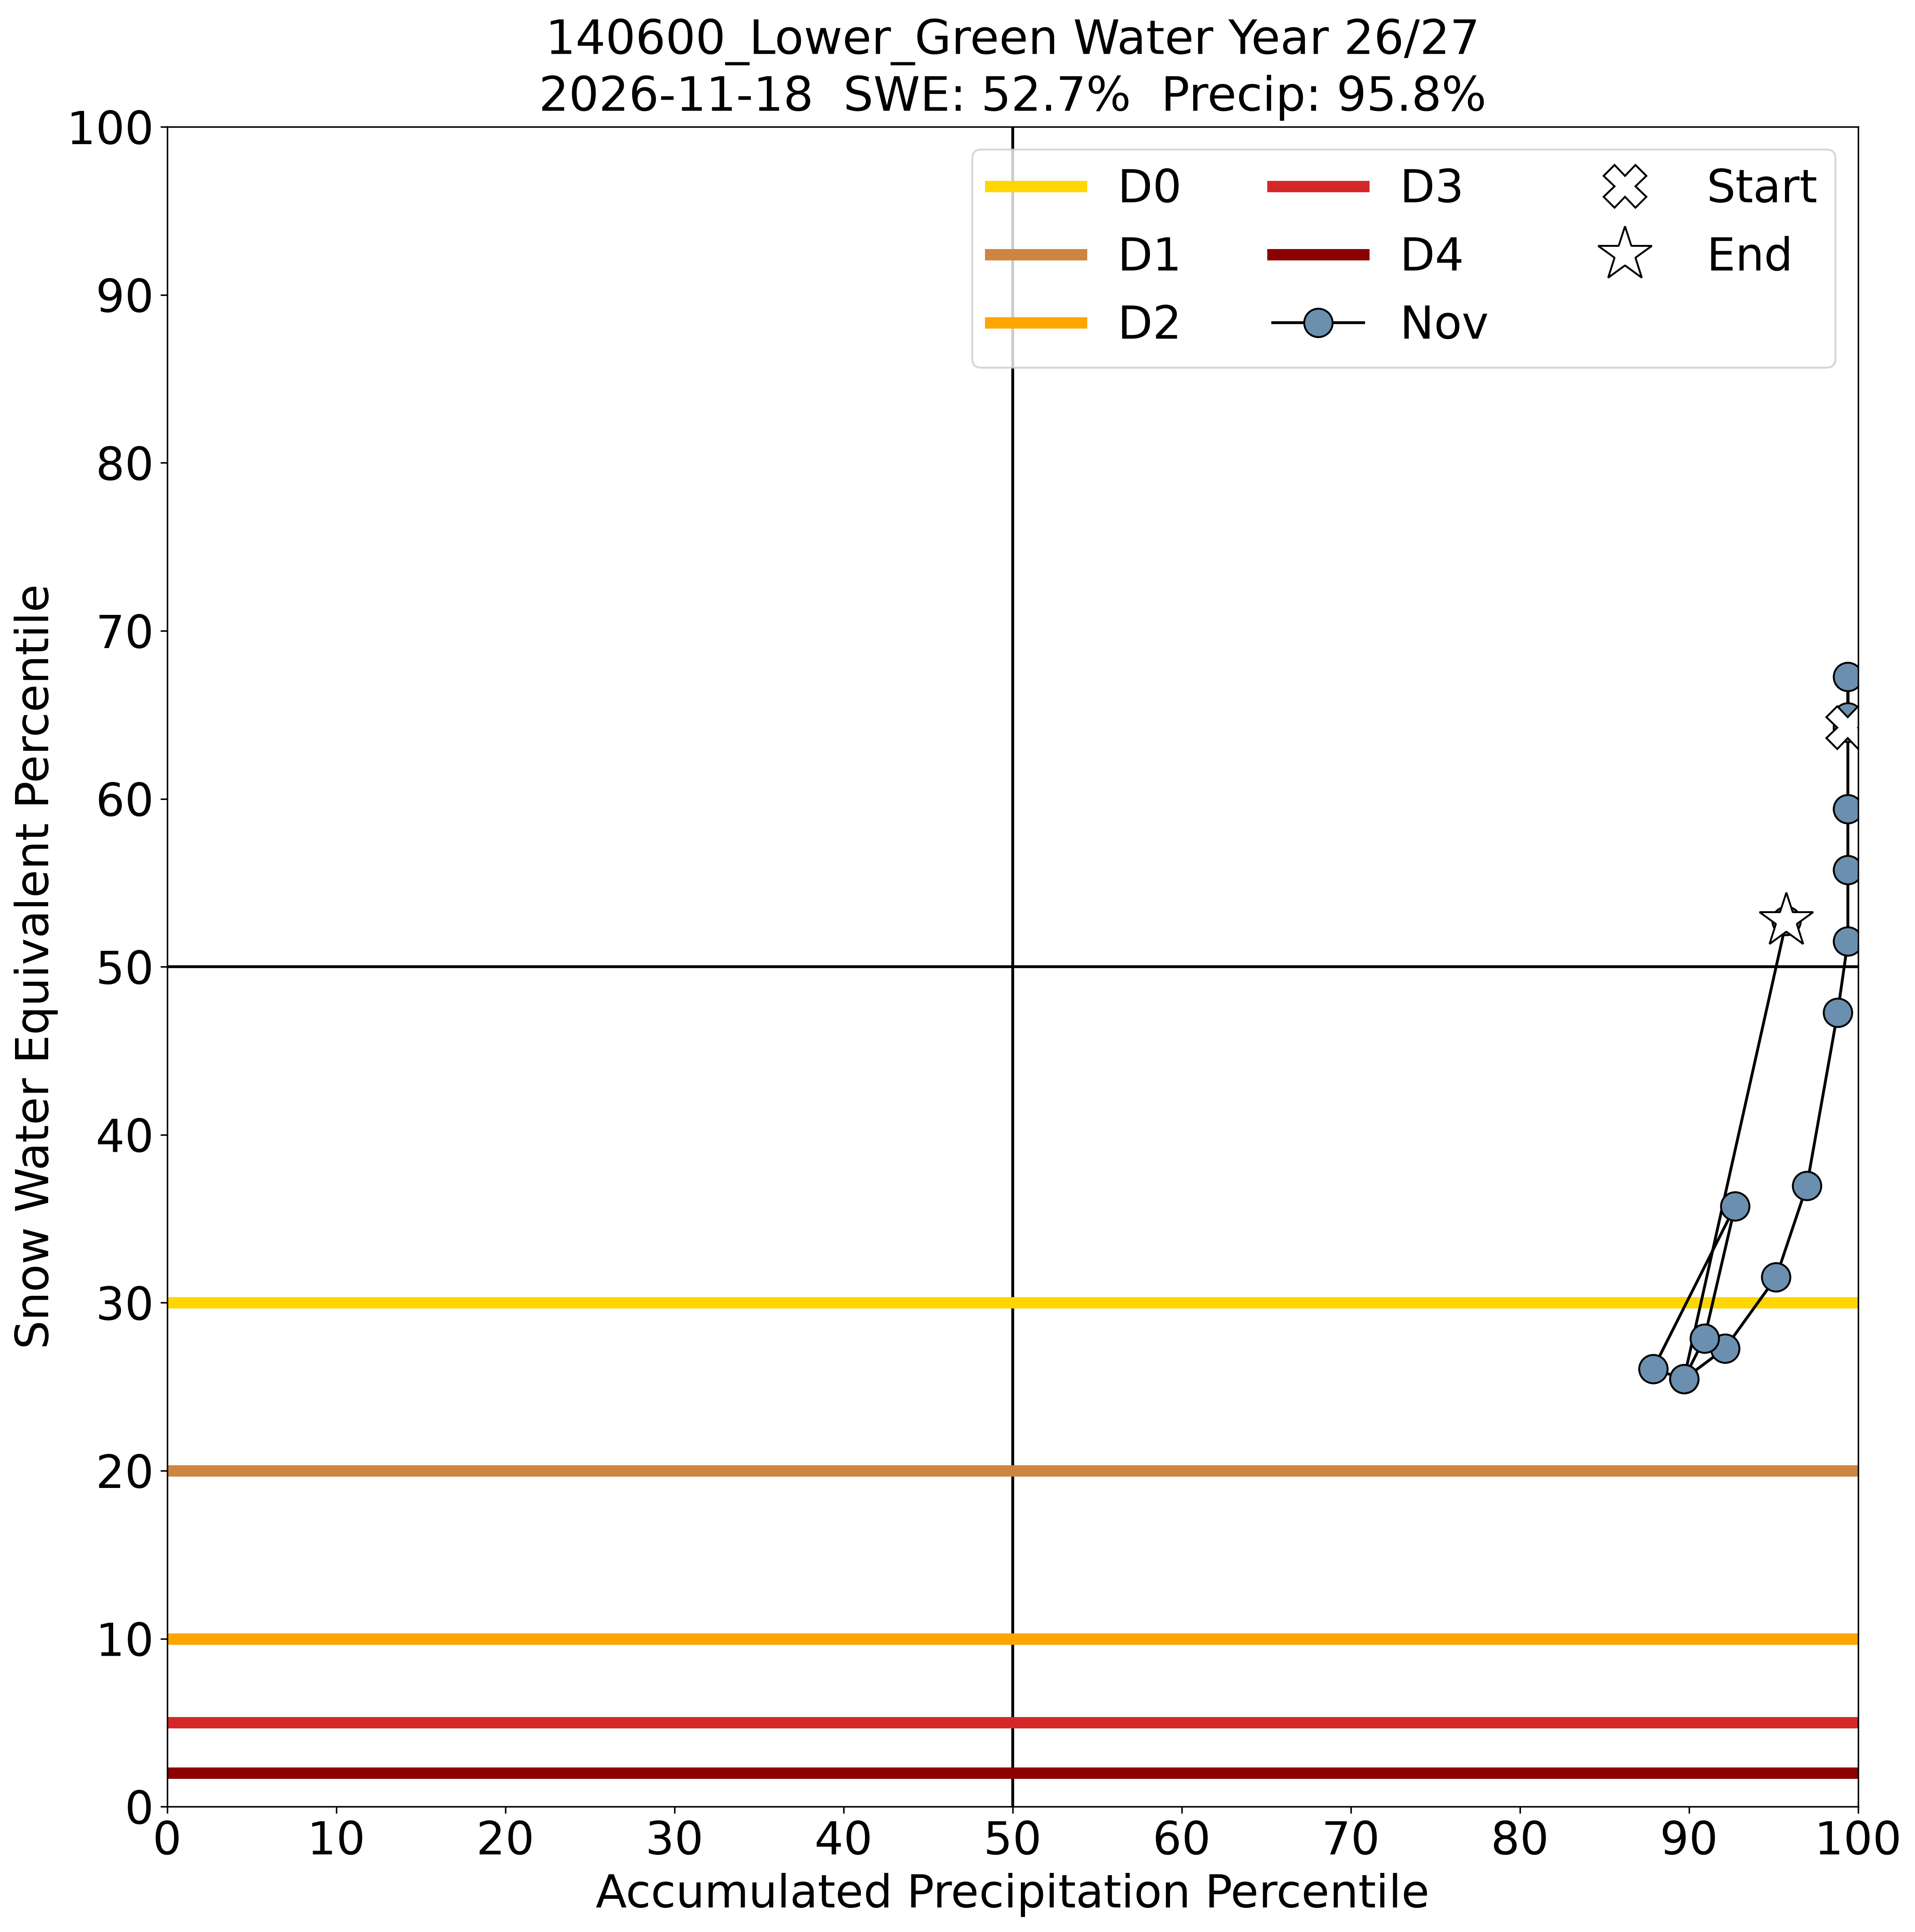 140600_Lower_Green Water Year 26/27
2026-11-18 SWE: 52.7% Precip: 95.8%
D0
D1
D2
D3
D4
Nov
Start
End
Snow Water Equivalent Percentile
100
90
80
70
60
50
40
30
20
10
0
0 10 20 30 40 50 60 70 80 90 100
Accumulated Precipitation Percentile